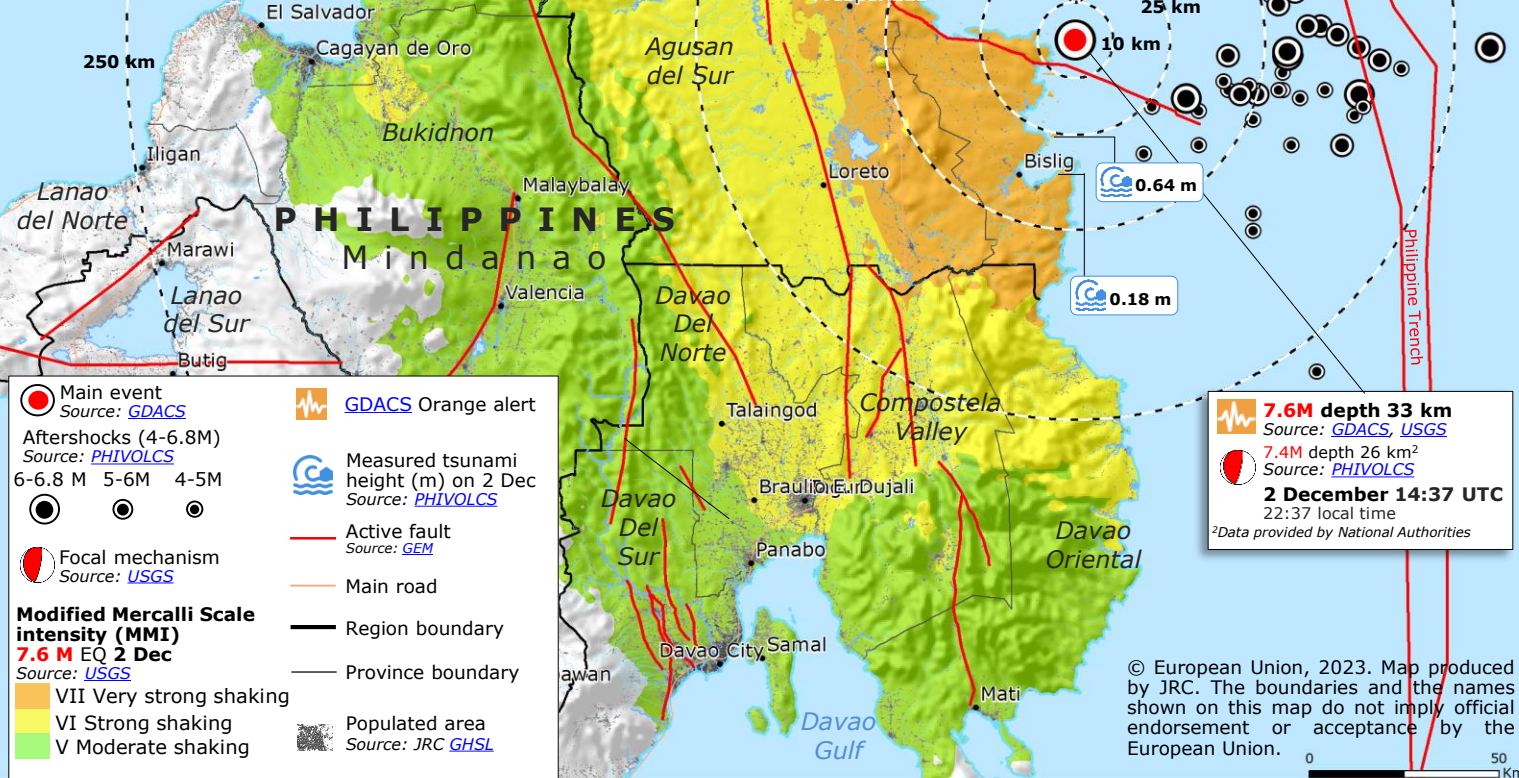 El Salvador
Cagayan de Oro
250 km
Bukidnon
Agusan
del Sur
25 km
10 km
Iligan
Lanao
del Norte
Malaybalay
Loreto
Bislig
0.64 m
PHILIPPINES
Mindanao
Marawi
Lanao
del Sur
Valencia
Davao
Del
Norte
0.18 m
Philippine Trench
Butig
Talaingod
Compostela
Valley
Braulio E. Dujali
Davao
Del
Sur
Panabo
Davao
Oriental
Davao City
Samal
Mati
Davao
Gulf
Main event
Source: GDACS
Aftershocks (4-6.8M)
Source: PHIVOLCS
6-6.8 M 5-6M 4-5M
Focal mechanism
Source: USGS
Modified Mercalli Scale
intensity (MMI)
7.6 M EQ 2 Dec
Source: USGS
VII Very strong shaking
VI Strong shaking
V Moderate shaking
GDACS Orange alert
Measured tsunami
height (m) on 2 Dec
Source: PHIVOLCS
Active fault
Source: GEM
Main road
Region boundary
Province boundary
Populated area
Source: JRC GHSL
7.6M depth 33 km
Source: GDACS, USGS
7.4M depth 26 km²
Source: PHIVOLCS
2 December 14:37 UTC
22:37 local time
²Data provided by National Authorities
© European Union, 2023. Map produced
by JRC. The boundaries and the names
shown on this map do not imply official
endorsement or acceptance by the
European Union.
0 50
Km